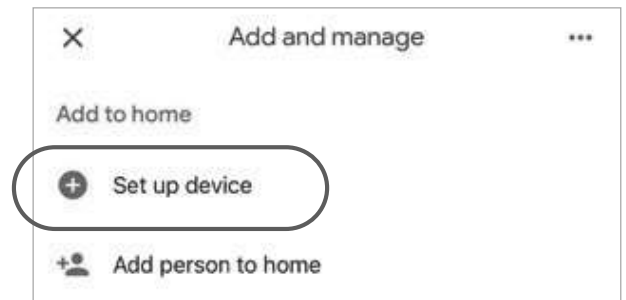 Add and manage
Add to home
Set up device
Add person to home